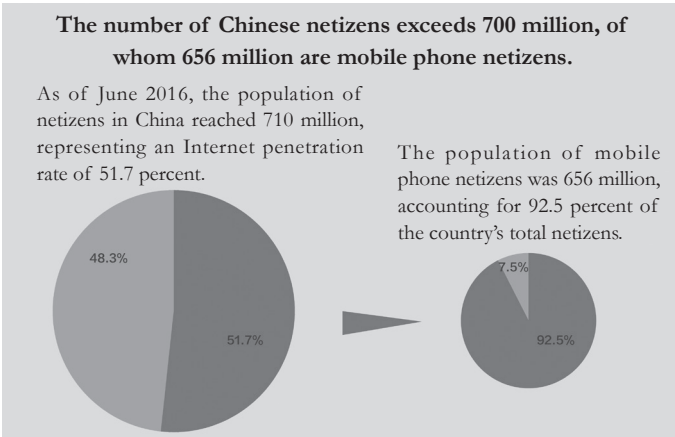 The number of Chinese netizens exceeds 700 million, of
whom 656 million are mobile phone netizens.
As of June 2016, the population of
netizens in China reached 710 million,
representing an Internet penetration
rate of 51.7 percent.
The population of mobile
phone netizens was 656 million,
accounting for 92.5 percent of
the country’s total netizens.
48.3%
51.7%
7.5%
92.5%